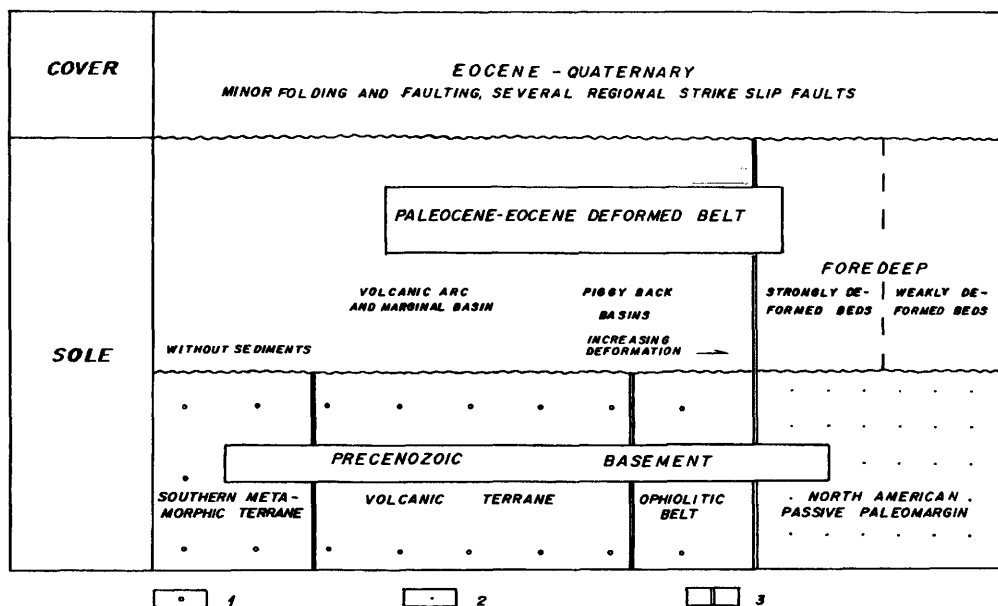 COVER
EOCENE - QUATERNARY
MINOR FOLDING AND FAULTING, SEVERAL REGIONAL STRIKE SLIP FAULTS
SOLE
PALEOCENE-EOCENE DEFORMED BELT
FOREDEEP
STRONGLY DE-
FORMED BEDS
WEAKLY DE-
FORMED BEDS
VOLCANIC ARC
AND MARGINAL BASIN
PIGGY BACK
BASINS
INCREASING
DEFORMATION
WITHOUT SEDIMENTS
PRECENOZOIC BASEMENT
SOUTHERN META-
MORPHIC TERRANE
VOLCANIC TERRANE
OPHIOLITIC
BELT
NORTH AMERICAN
PASSIVE PALEOMARGIN
1
2
3